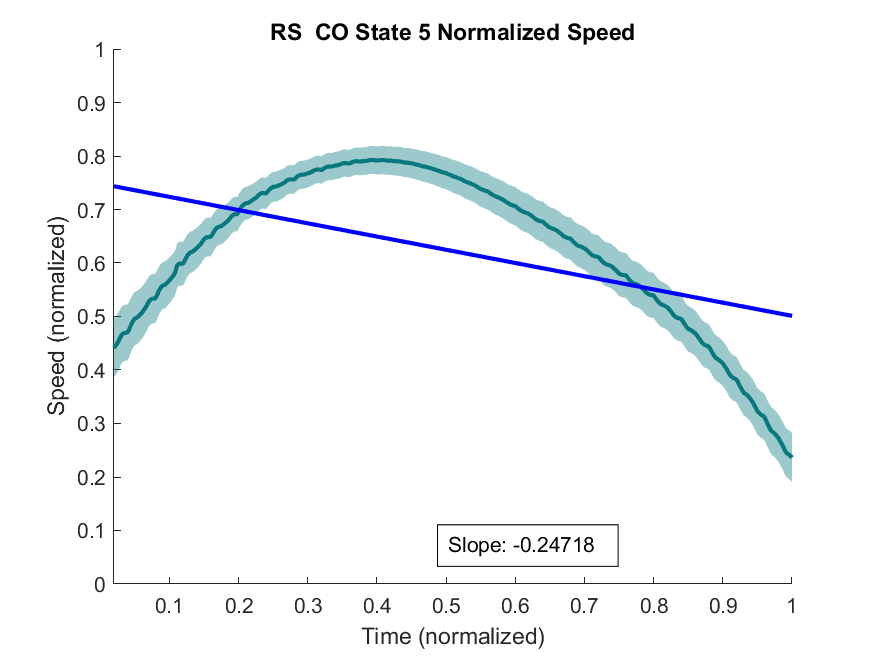 RS  CO State 5 Normalized Speed
1
0.9
0.8
0.7
0.6
0.5
0.4
0.3
0.2
0.1
0
Speed (normalized)
Slope: -0.24718
0.1 0.2 0.3 0.4 0.5 0.6 0.7 0.8 0.9 1
Time (normalized)